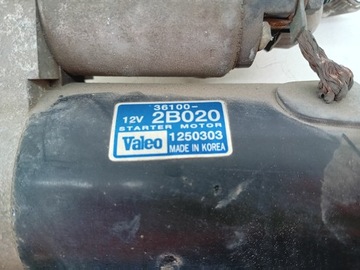 36100-
12V 2B020
STARTER MOTOR
Valeo 1250303
MADE IN KOREA